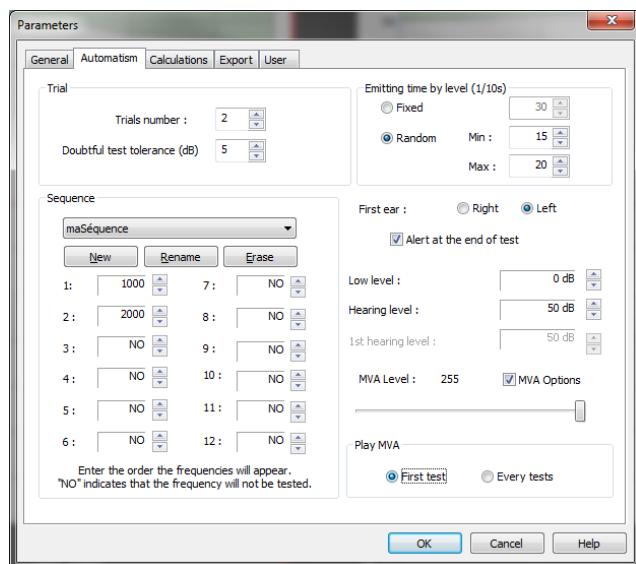 Parameters
General Automatism Calculations Export User
Trial
Trials number : 2
Doubtful test tolerance (dB) 5
Emitting time by level (1/10s)
Fixed 30
Random Min : 15
Max : 20
Sequence
maSéquence
New Rename Erase
1: 1000 7 : NO
2 : 2000 8 : NO
3 : NO 9 : NO
4 : NO 10 : NO
5 : NO 11 : NO
6 : NO 12 : NO
Enter the order the frequencies will appear.
"NO" indicates that the frequency will not be tested.
First ear : Right Left
Alert at the end of test
Low level : 0 dB
Hearing level : 50 dB
1st hearing level : 50 dB
MVA Level : 255 MVA Options
Play MVA
First test Every tests
OK Cancel Help